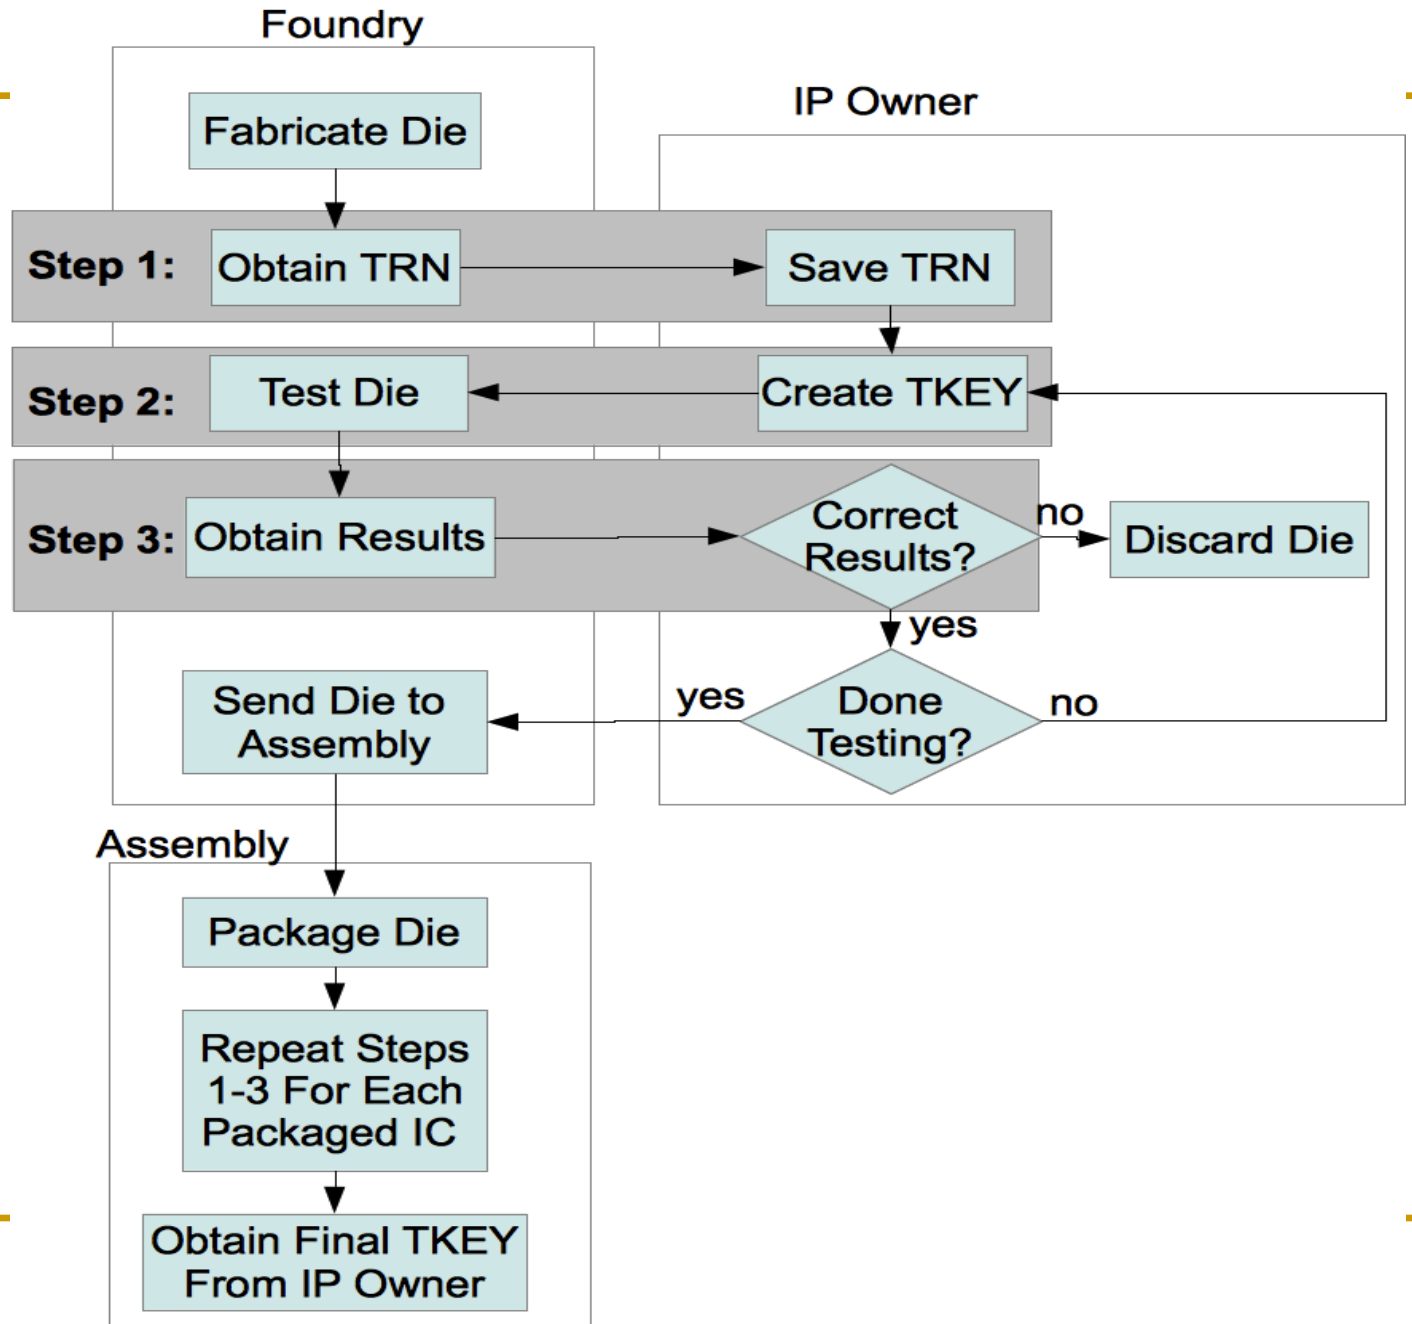 Foundry
IP Owner
Fabricate Die
Step 1:
Obtain TRN
Save TRN
Step 2:
Test Die
Create TKEY
Step 3:
Obtain Results
Correct
Results?
no
Discard Die
yes
Send Die to
Assembly
yes
Done
Testing?
no
Assembly
Package Die
Repeat Steps
1-3 For Each
Packaged IC
Obtain Final TKEY
From IP Owner